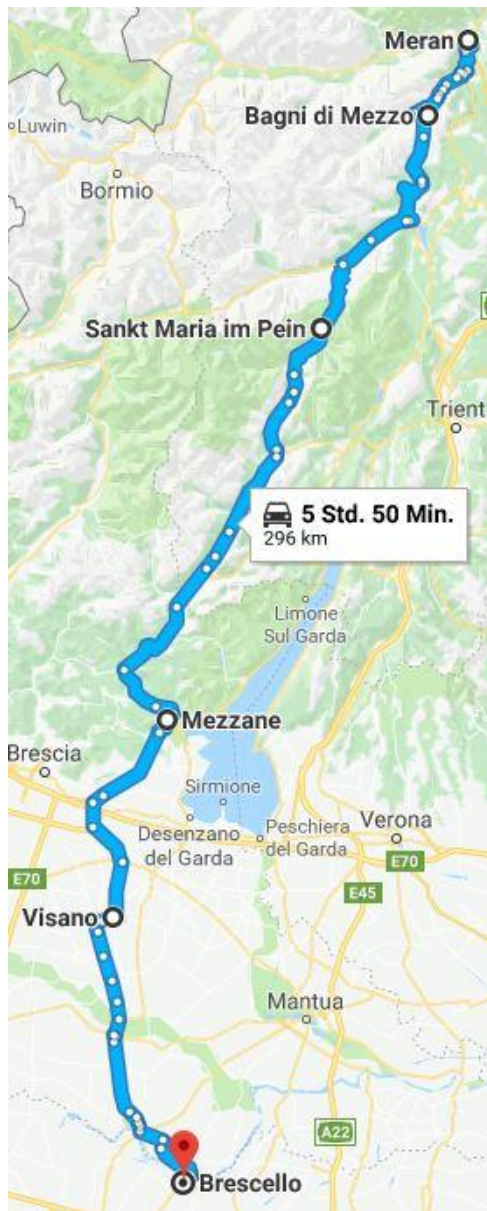 Meran
Bagni di Mezzo
Luwin
Bormio
Sankt Maria im Pein
Trient
5 Std. 50 Min.
296 km
Limone
Sul Garda
Mezzane
Brescia
Sirmione
Desenzano
del Garda
Peschiera
del Garda
Verona
E70
E70
E45
Visano
Mantua
A22
Brescello